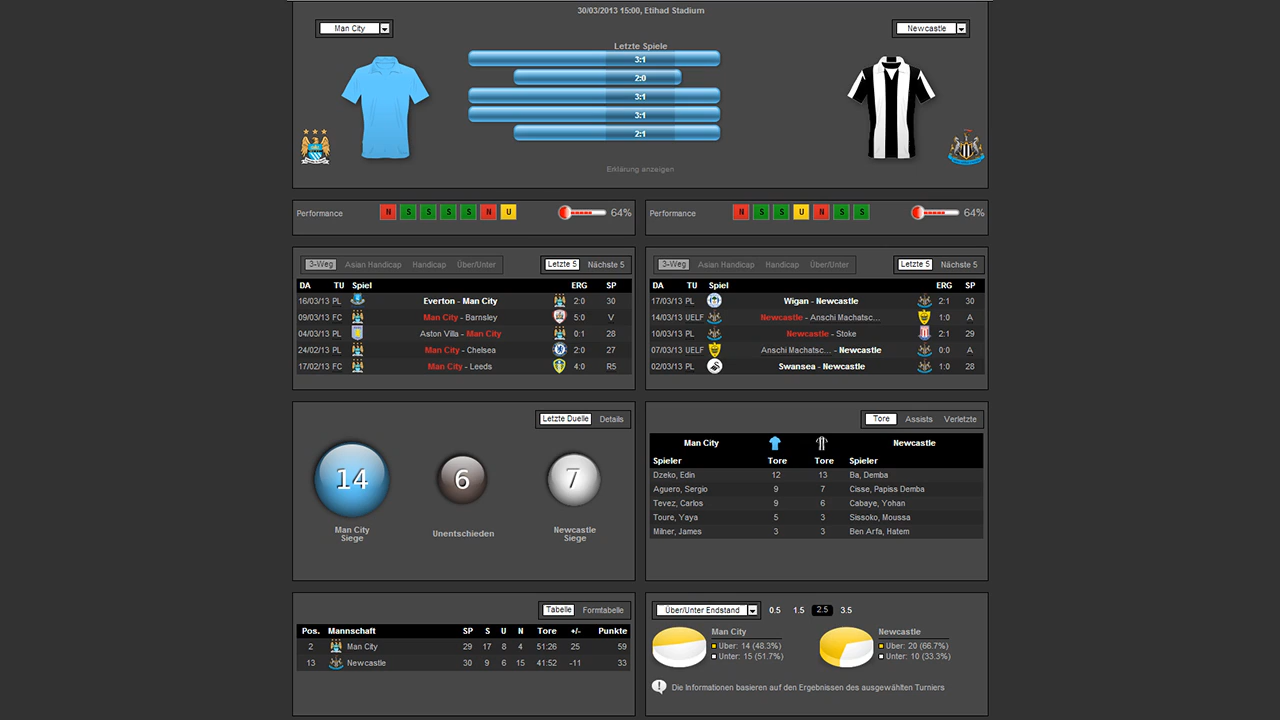 30/03/2013 15:00, Etihad Stadium
Man City
Newcastle
Letzte Spiele
3:1
2:0
3:1
3:1
2:1
Erklärung anzeigen
Performance N S S S S N U 64%
Performance N S S U N S S 64%
3-Weg Asian Handicap Handicap Über/Unter Letzte 5 Nächste 5
DA TU Spiel ERG SP
16/03/13 PL Everton - Man City 2:0 30
09/03/13 FC Man City - Barnsley 5:0 V
04/03/13 PL Aston Villa - Man City 0:1 28
24/02/13 PL Man City - Chelsea 2:0 27
17/02/13 FC Man City - Leeds 4:0 R5
3-Weg Asian Handicap Handicap Über/Unter Letzte 5 Nächste 5
DA TU Spiel ERG SP
17/03/13 PL Wigan - Newcastle 2:1 30
14/03/13 UELF Newcastle - Anschi Machatsc... 1:0 A
10/03/13 PL Newcastle - Stoke 2:1 29
07/03/13 UELF Anschi Machatsc... - Newcastle 0:0 A
02/03/13 PL Swansea - Newcastle 1:0 28
Letzte Duelle Details
14 6 7
Man City
Siege
Unentschieden
Newcastle
Siege
Tore Assists Verletzte
Man City Newcastle
Spieler Tore Tore Spieler
Dzeko, Edin 12 13 Ba, Demba
Aguero, Sergio 9 7 Cisse, Papiss Demba
Tevez, Carlos 9 6 Cabaye, Yohan
Toure, Yaya 5 3 Sissoko, Moussa
Milner, James 3 3 Ben Arfa, Hatem
Tabelle Formtabelle
Pos. Mannschaft SP S U N Tore +/- Punkte
2 Man City 29 17 8 4 51:26 25 59
13 Newcastle 30 9 6 15 41:52 -11 33
Über/Unter Endstand 0.5 1.5 2.5 3.5
Man City
Über: 14 (48.3%)
Unter: 15 (51.7%)
Newcastle
Über: 20 (66.7%)
Unter: 10 (33.3%)
Die Informationen basieren auf den Ergebnissen des ausgewählten Turniers